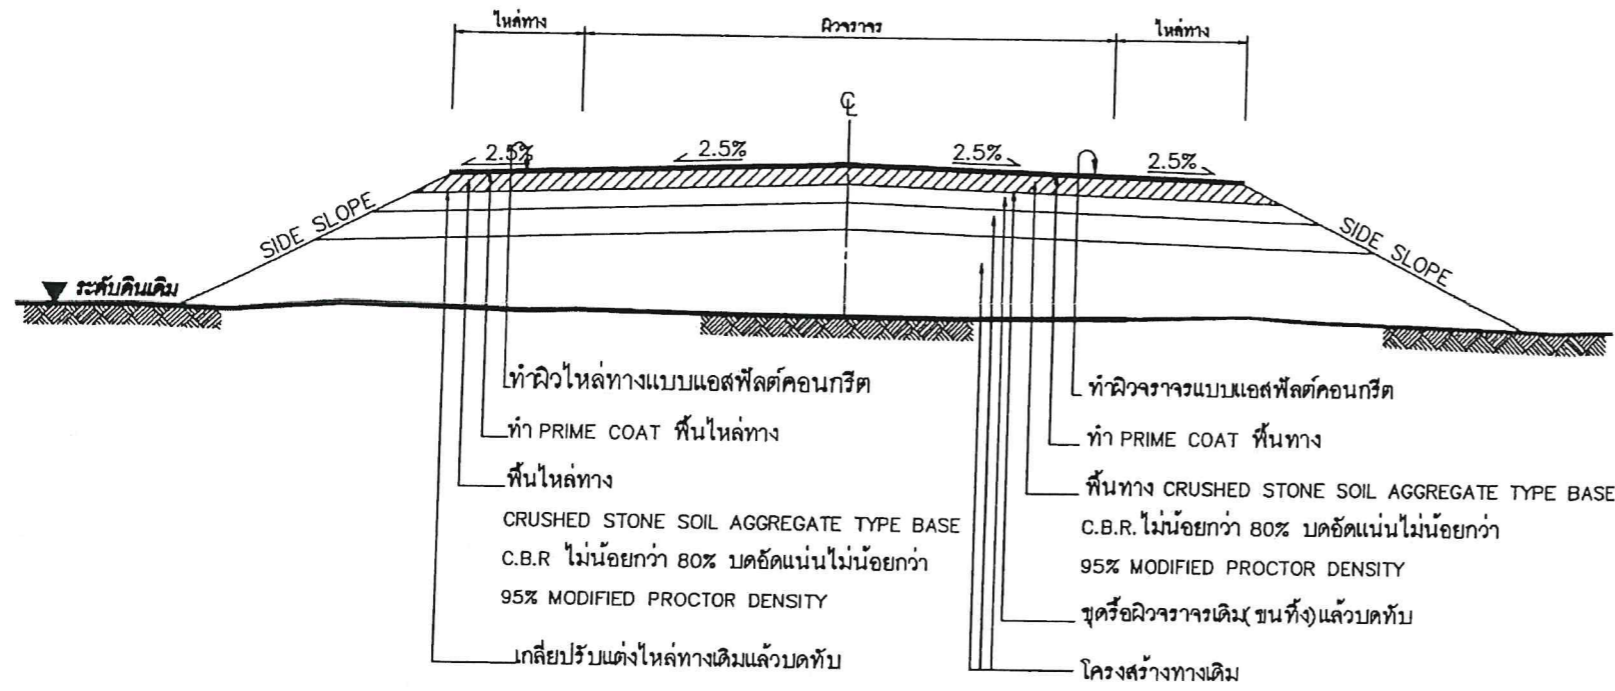 ไหล่ทาง
ผิวจราจร
ไหล่ทาง
℄
2.5%
2.5%
2.5%
2.5%
SIDE SLOPE
SIDE SLOPE
ระดับดินเดิม
ทำผิวไหล่ทางแบบแอสฟัลต์คอนกรีต
ทำ PRIME COAT พื้นไหล่ทาง
พื้นไหล่ทาง
CRUSHED STONE SOIL AGGREGATE TYPE BASE
C.B.R ไม่น้อยกว่า 80% บดอัดแน่นไม่น้อยกว่า
95% MODIFIED PROCTOR DENSITY
เกลี่ยปรับแต่งไหล่ทางเดิมแล้วบดทับ
ทำผิวจราจรแบบแอสฟัลต์คอนกรีต
ทำ PRIME COAT พื้นทาง
พื้นทาง CRUSHED STONE SOIL AGGREGATE TYPE BASE
C.B.R. ไม่น้อยกว่า 80% บดอัดแน่นไม่น้อยกว่า
95% MODIFIED PROCTOR DENSITY
ขุดรื้อผิวจราจรเดิม(ขนทิ้ง)แล้วบดทับ
โครงสร้างทางเดิม